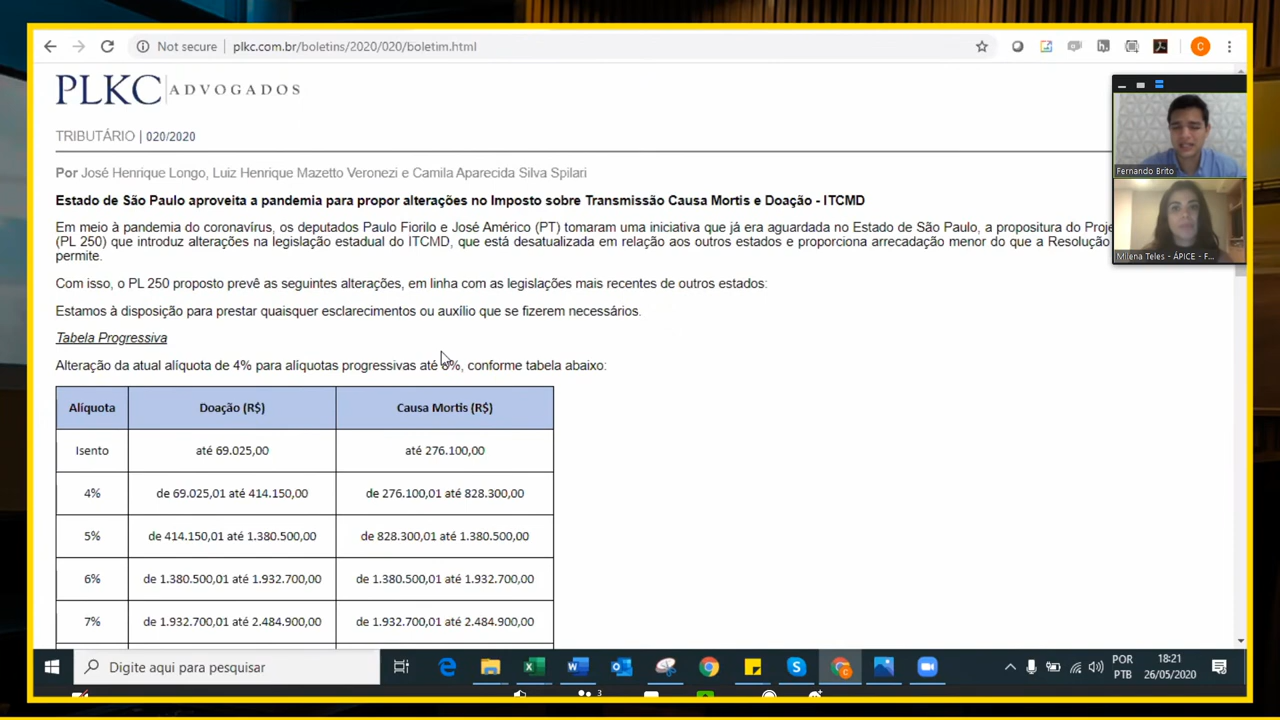 Not secure | plkc.com.br/boletins/2020/020/boletim.html
PLKC ADVOGADOS
TRIBUTÁRIO | 020/2020
Por José Henrique Longo, Luiz Henrique Mazetto Veronezi e Camila Aparecida Silva Spilari
Fernando Brito
Estado de São Paulo aproveita a pandemia para propor alterações no Imposto sobre Transmissão Causa Mortis e Doação - ITCMD
Em meio à pandemia do coronavírus, os deputados Paulo Fiorilo e José Américo (PT) tomaram uma iniciativa que já era aguardada no Estado de São Paulo, a propositura do Proje
(PL 250) que introduz alterações na legislação estadual do ITCMD, que está desatualizada em relação aos outros estados e proporciona arrecadação menor do que a Resolução
permite.
Milena Teles - ÁPICE - F...
Com isso, o PL 250 proposto prevê as seguintes alterações, em linha com as legislações mais recentes de outros estados:
Estamos à disposição para prestar quaisquer esclarecimentos ou auxílio que se fizerem necessários.
Tabela Progressiva
Alteração da atual alíquota de 4% para alíquotas progressivas até %, conforme tabela abaixo:
Alíquota Doação (R$) Causa Mortis (R$)
Isento até 69.025,00 até 276.100,00
4% de 69.025,01 até 414.150,00 de 276.100,01 até 828.300,00
5% de 414.150,01 até 1.380.500,00 de 828.300,01 até 1.380.500,00
6% de 1.380.500,01 até 1.932.700,00 de 1.380.500,01 até 1.932.700,00
7% de 1.932.700,01 até 2.484.900,00 de 1.932.700,01 até 2.484.900,00
Digite aqui para pesquisar
POR
PTB
18:21
26/05/2020
3